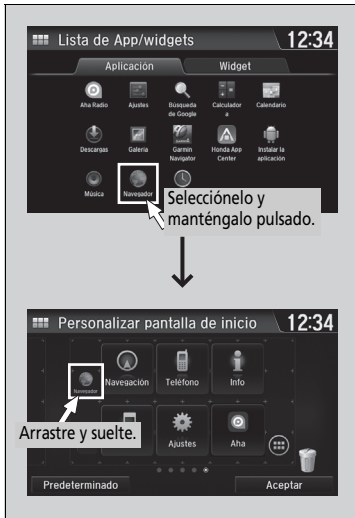 Lista de App/widgets 12:34
Aplicación Widget
Aha Radio Ajustes Búsqueda de Google Calculadora Calendario
Descargas Galería Garmin Navigator Honda App Center Instalar la aplicación
Música Navegador
Selecciónelo y
manténgalo pulsado.
Personalizar pantalla de inicio 12:34
Navegador Navegación Teléfono Info
Arrastre y suelte.
Ajustes Aha
Predeterminado Aceptar